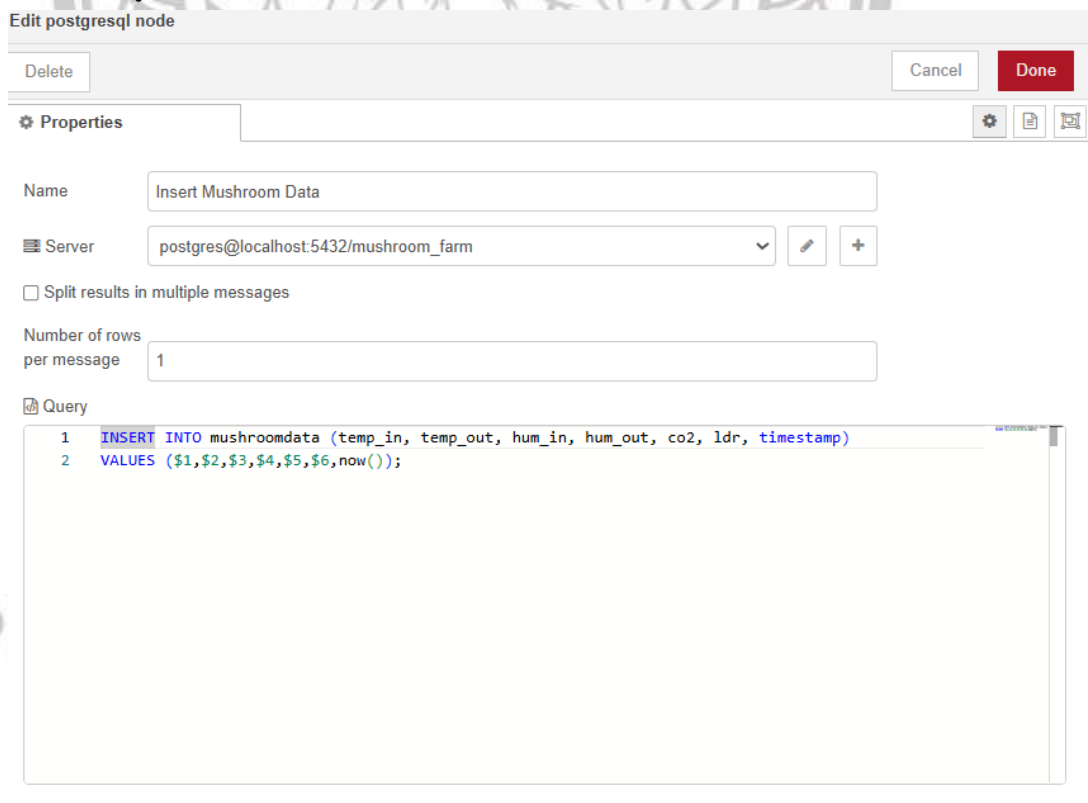 Edit postgresql node
Delete
Cancel
Done
Properties
Name
Insert Mushroom Data
Server
postgres@localhost:5432/mushroom_farm
Split results in multiple messages
Number of rows
per message
1
Query
1 INSERT INTO mushroomdata (temp_in, temp_out, hum_in, hum_out, co2, ldr, timestamp)
2 VALUES ($1,$2,$3,$4,$5,$6,now());